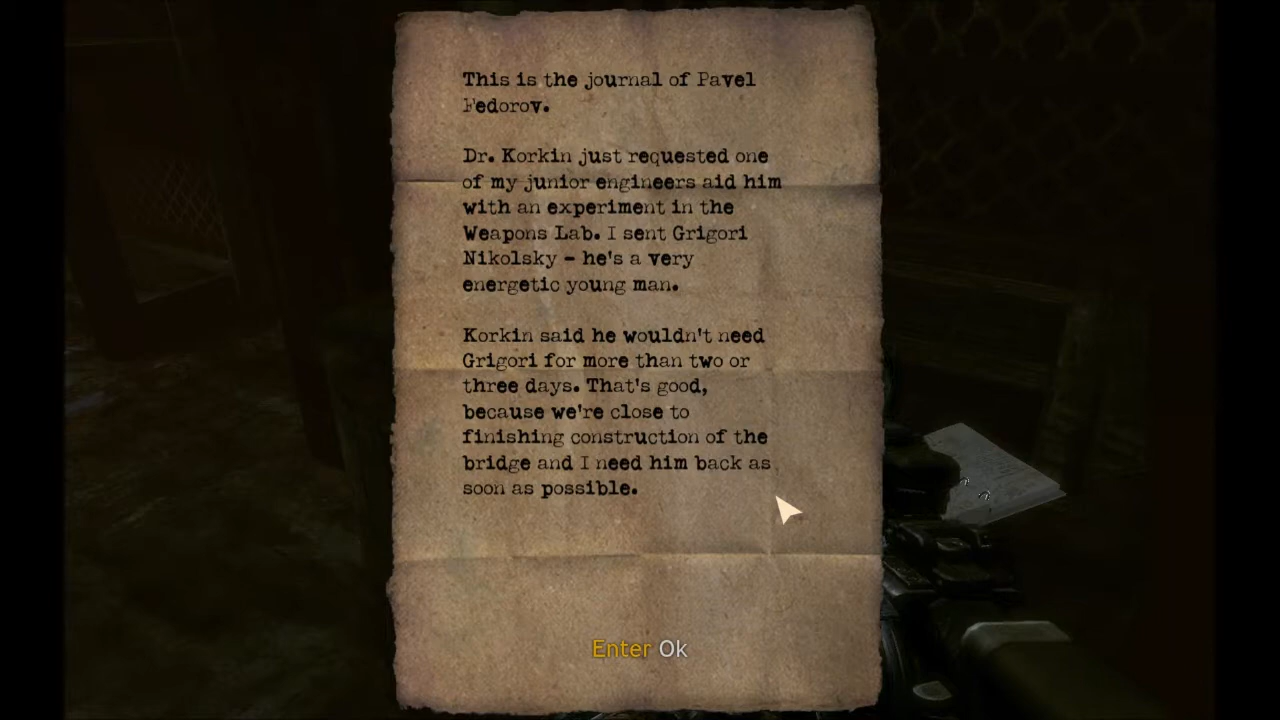 This is the journal of Pavel
Fedorov.
Dr. Korkin just requested one
of my junior engineers aid him
with an experiment in the
Weapons Lab. I sent Grigori
Nikolsky - he's a very
energetic young man.
Korkin said he wouldn't need
Grigori for more than two or
three days. That's good,
because we're close to
finishing construction of the
bridge and I need him back as
soon as possible.
Enter Ok